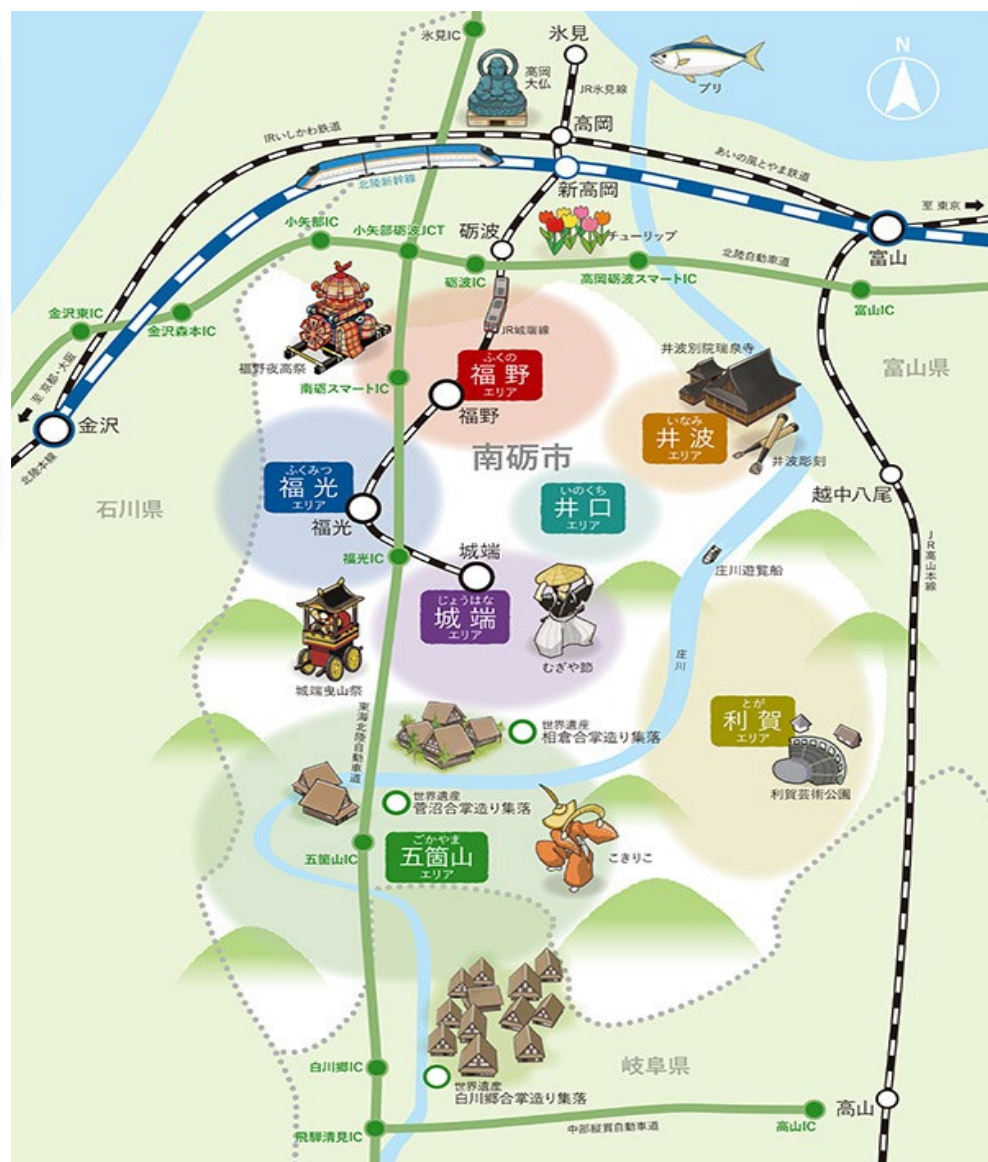 氷見IC
氷見
N
高岡
大仏
ブリ
JR氷見線
高岡
IRいしかわ鉄道
あいの風とやま鉄道
北陸新幹線
新高岡
至 東京
小矢部IC
小矢部砺波JCT
砺波
チューリップ
富山
北陸自動車道
砺波IC
高岡砺波スマートIC
富山IC
金沢東IC
金沢森本IC
JR城端線
福野夜高祭
井波別院瑞泉寺
富山県
至 京都・大阪
南砺スマートIC
ふくの
福野
エリア
福野
金沢
北陸本線
いなみ
井波
エリア
井波彫刻
南砺市
ふくみつ
福光
エリア
福光
いのくち
井口
エリア
石川県
越中八尾
JR高山本線
福光IC
城端
庄川遊覧船
じょうはな
城端
エリア
むぎや節
庄川
城端曳山祭
東海北陸自動車道
とが
利賀
エリア
世界遺産
相倉合掌造り集落
利賀芸術公園
世界遺産
菅沼合掌造り集落
五箇山IC
ごかやま
五箇山
エリア
こきりこ
白川郷IC
岐阜県
世界遺産
白川郷合掌造り集落
高山
飛騨清見IC
中部縦貫自動車道
高山IC